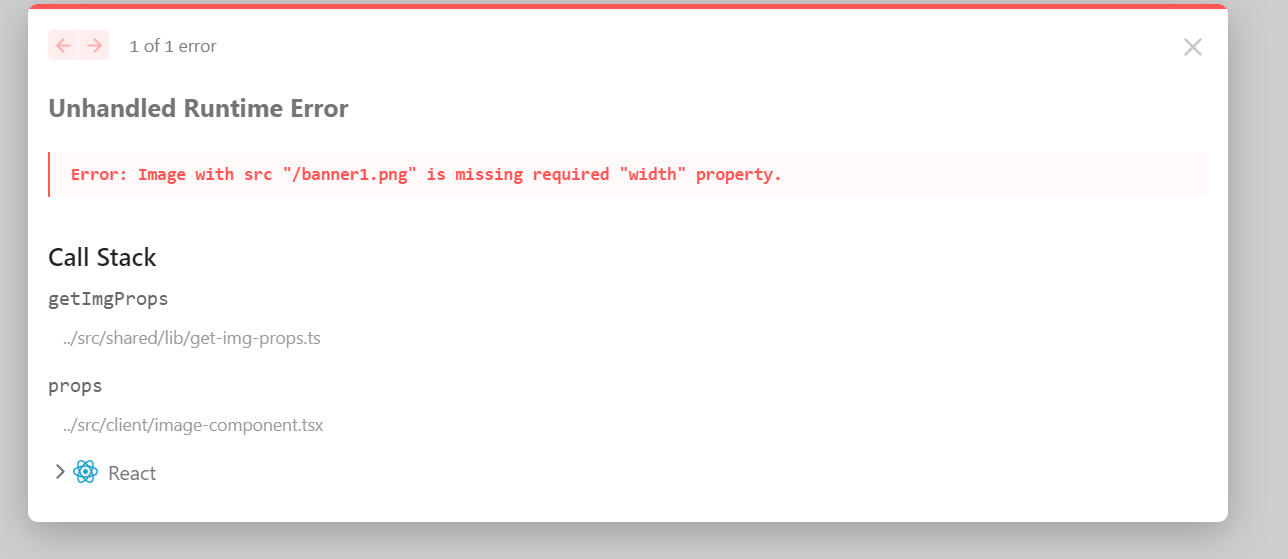 1 of 1 error
Unhandled Runtime Error
Error: Image with src "/banner1.png" is missing required "width" property.
Call Stack
getImgProps
../src/shared/lib/get-img-props.ts
props
../src/client/image-component.tsx
React